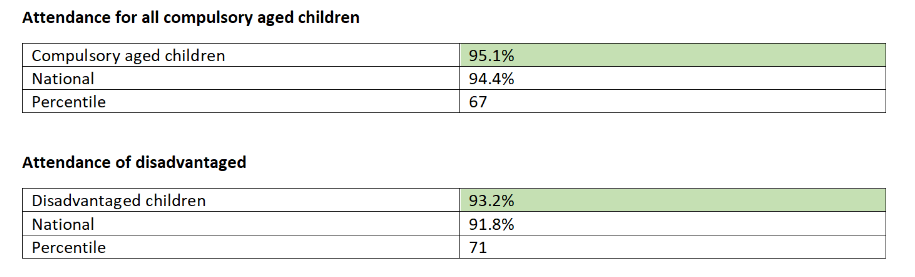 Attendance for all compulsory aged children
Compulsory aged children 95.1%
National 94.4%
Percentile 67
Attendance of disadvantaged
Disadvantaged children 93.2%
National 91.8%
Percentile 71